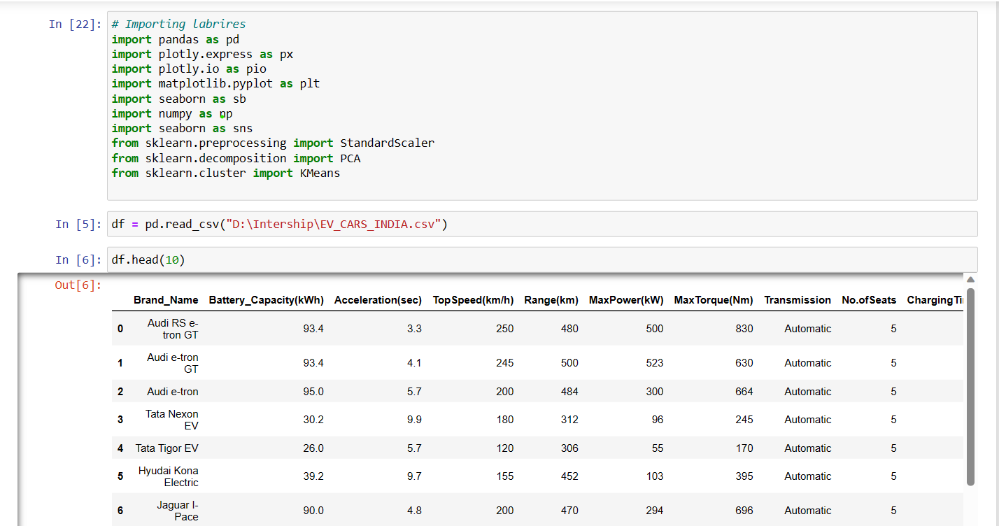 In [22]: # Importing labrires
import pandas as pd
import plotly.express as px
import plotly.io as pio
import matplotlib.pyplot as plt
import seaborn as sb
import numpy as np
import seaborn as sns
from sklearn.preprocessing import StandardScaler
from sklearn.decomposition import PCA
from sklearn.cluster import KMeans
In [5]: df = pd.read_csv("D:\Intership\EV_CARS_INDIA.csv")
In [6]: df.head(10)
Out[6]:
Brand_Name Battery_Capacity(kWh) Acceleration(sec) TopSpeed(km/h) Range(km) MaxPower(kW) MaxTorque(Nm) Transmission No.ofSeats
0 Audi RS e-tron GT 93.4 3.3 250 480 500 830 Automatic 5
1 Audi e-tron GT 93.4 4.1 245 500 523 630 Automatic 5
2 Audi e-tron 95.0 5.7 200 484 300 664 Automatic 5
3 Tata Nexon EV 30.2 9.9 180 312 96 245 Automatic 5
4 Tata Tigor EV 26.0 5.7 120 306 55 170 Automatic 5
5 Hyudai Kona Electric 39.2 9.7 155 452 103 395 Automatic 5
6 Jaguar I-Pace 90.0 4.8 200 470 294 696 Automatic 5